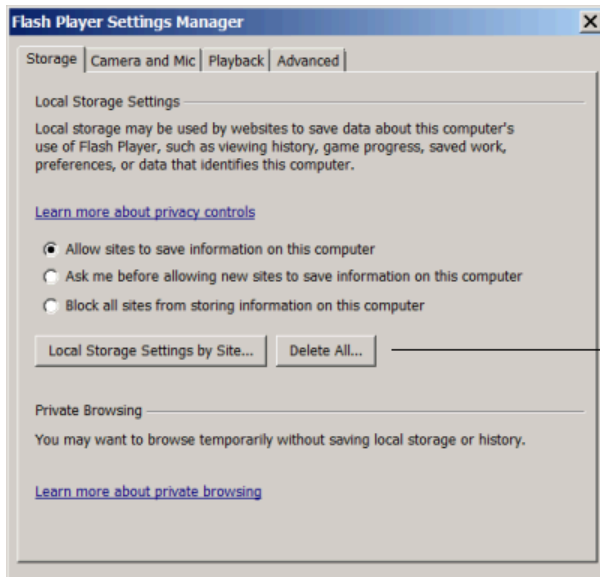 Flash Player Settings Manager
Storage
Camera and Mic
Playback
Advanced
Local Storage Settings
Local storage may be used by websites to save data about this computer's
use of Flash Player, such as viewing history, game progress, saved work,
preferences, or data that identifies this computer.
Learn more about privacy controls
Allow sites to save information on this computer
Ask me before allowing new sites to save information on this computer
Block all sites from storing information on this computer
Local Storage Settings by Site...
Delete All...
Private Browsing
You may want to browse temporarily without saving local storage or history.
Learn more about private browsing